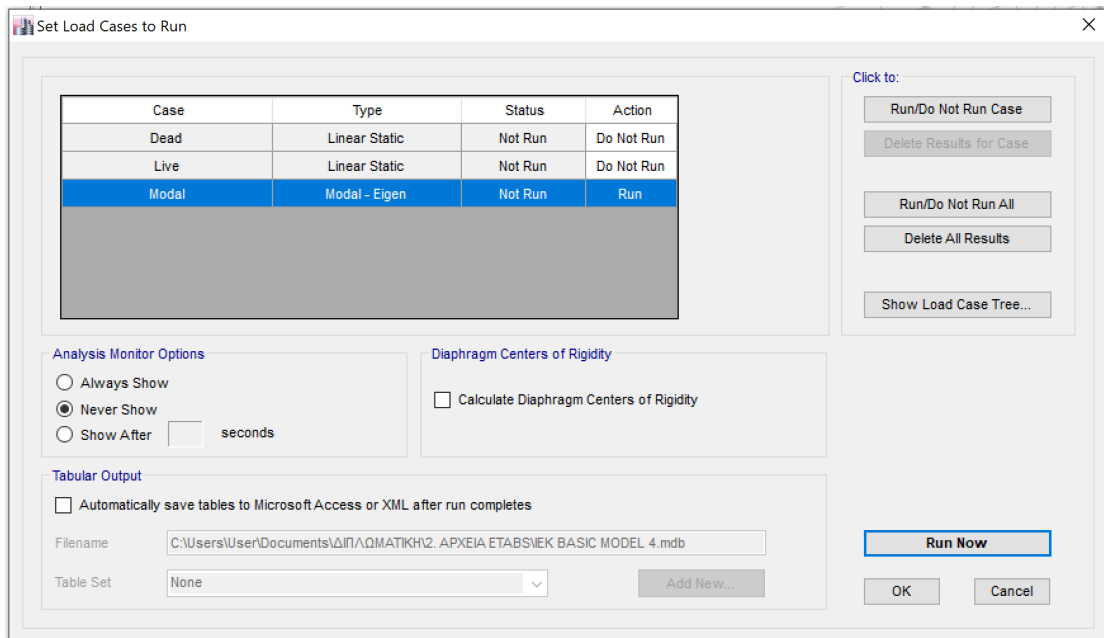 Set Load Cases to Run
Click to:
Case Type Status Action
Dead Linear Static Not Run Do Not Run
Live Linear Static Not Run Do Not Run
Modal Modal - Eigen Not Run Run
Run/Do Not Run Case
Delete Results for Case
Run/Do Not Run All
Delete All Results
Show Load Case Tree...
Analysis Monitor Options
Always Show
Never Show
Show After seconds
Diaphragm Centers of Rigidity
Calculate Diaphragm Centers of Rigidity
Tabular Output
Automatically save tables to Microsoft Access or XML after run completes
Filename C:\Users\User\Documents\ΔΙΠΛΩΜΑΤΙΚΗ\2. ΑΡΧΕΙΑ ETABS\ΙΕΚ BASIC MODEL 4.mdb
Table Set None Add New...
Run Now
OK Cancel